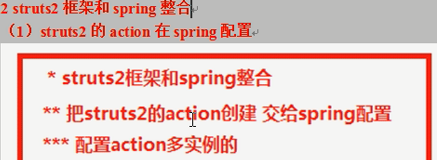 2 struts2 框架和 spring 整合
（1）struts2 的 action 在 spring 配置
* struts2框架和spring整合
** 把struts2的action创建 交给spring配置
*** 配置action多实例的